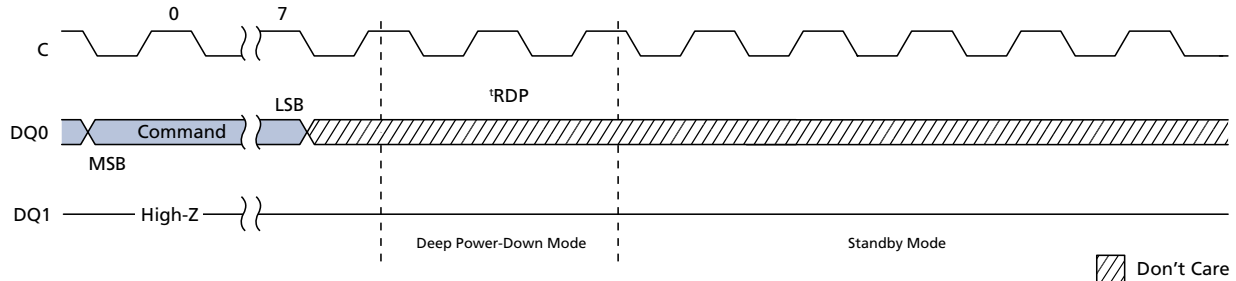 0 7
C
ᵗRDP
LSB
DQ0 Command
MSB
DQ1 High-Z
Deep Power-Down Mode Standby Mode
Don't Care